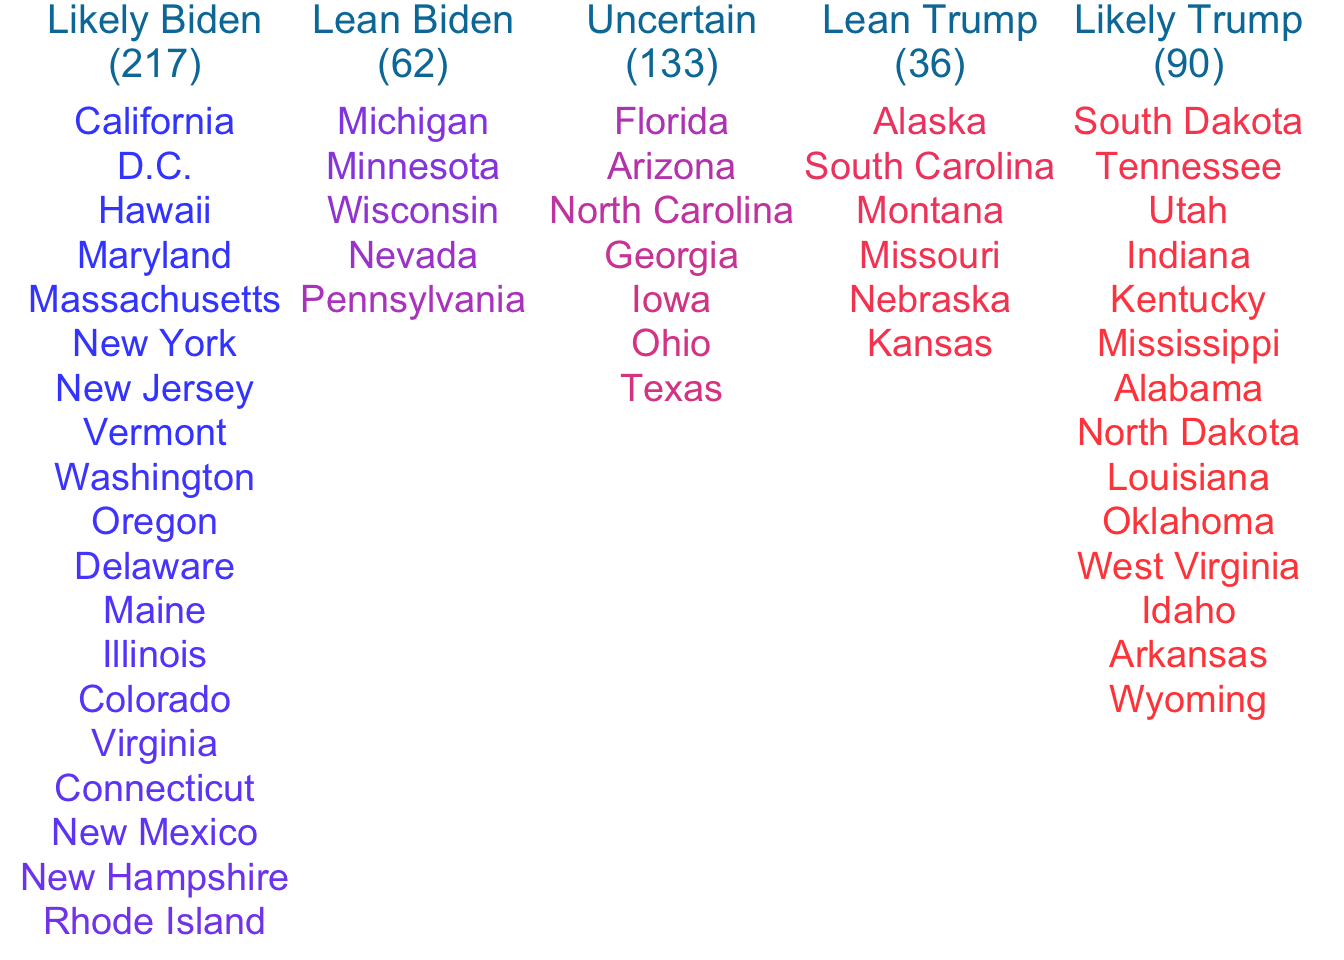 Likely Biden
(217)
California
D.C.
Hawaii
Maryland
Massachusetts
New York
New Jersey
Vermont
Washington
Oregon
Delaware
Maine
Illinois
Colorado
Virginia
Connecticut
New Mexico
New Hampshire
Rhode Island
Lean Biden
(62)
Michigan
Minnesota
Wisconsin
Nevada
Pennsylvania
Uncertain
(133)
Florida
Arizona
North Carolina
Georgia
Iowa
Ohio
Texas
Lean Trump
(36)
Alaska
South Carolina
Montana
Missouri
Nebraska
Kansas
Likely Trump
(90)
South Dakota
Tennessee
Utah
Indiana
Kentucky
Mississippi
Alabama
North Dakota
Louisiana
Oklahoma
West Virginia
Idaho
Arkansas
Wyoming